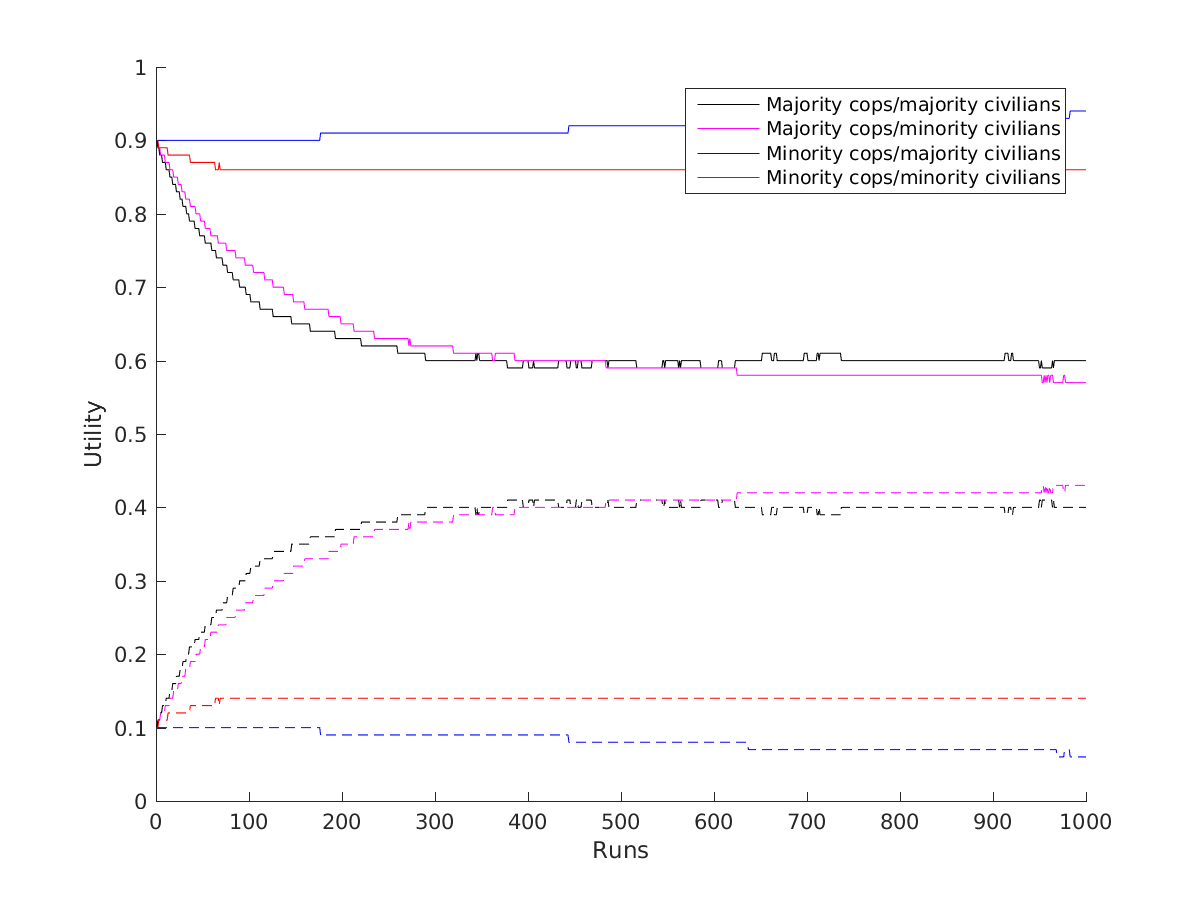 1
0.9
0.8
0.7
0.6
0.5
0.4
0.3
0.2
0.1
0
Utility
Majority cops/majority civilians
Majority cops/minority civilians
Minority cops/majority civilians
Minority cops/minority civilians
0 100 200 300 400 500 600 700 800 900 1000
Runs